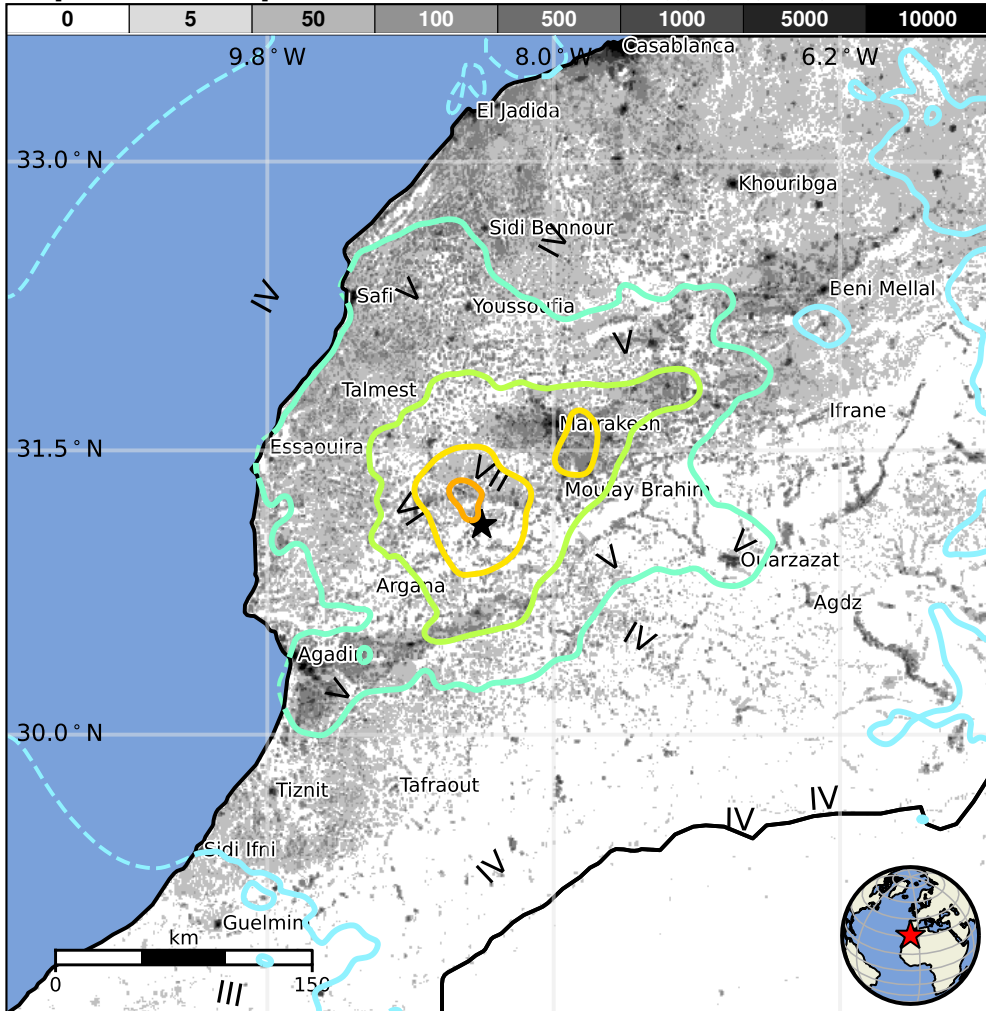 0 5 50 100 500 1000 5000 10000
9.8°W 8.0°W 6.2°W
Casablanca
El Jadida
33.0°N
Khouribga
Sidi Bennour
IV
IV
Safi
V
Beni Mellal
Youssoufia
V
Talmest
Ifrane
Marrakesh
Essaouira
31.5°N
VII
Moulay Brahim
VI
V
V
Ouarzazat
Argana
Agdz
IV
Agadir
V
30.0°N
Tiznit
Tafraout
IV
IV
Sidi Ifni
IV
Guelmim
km
0 150
III